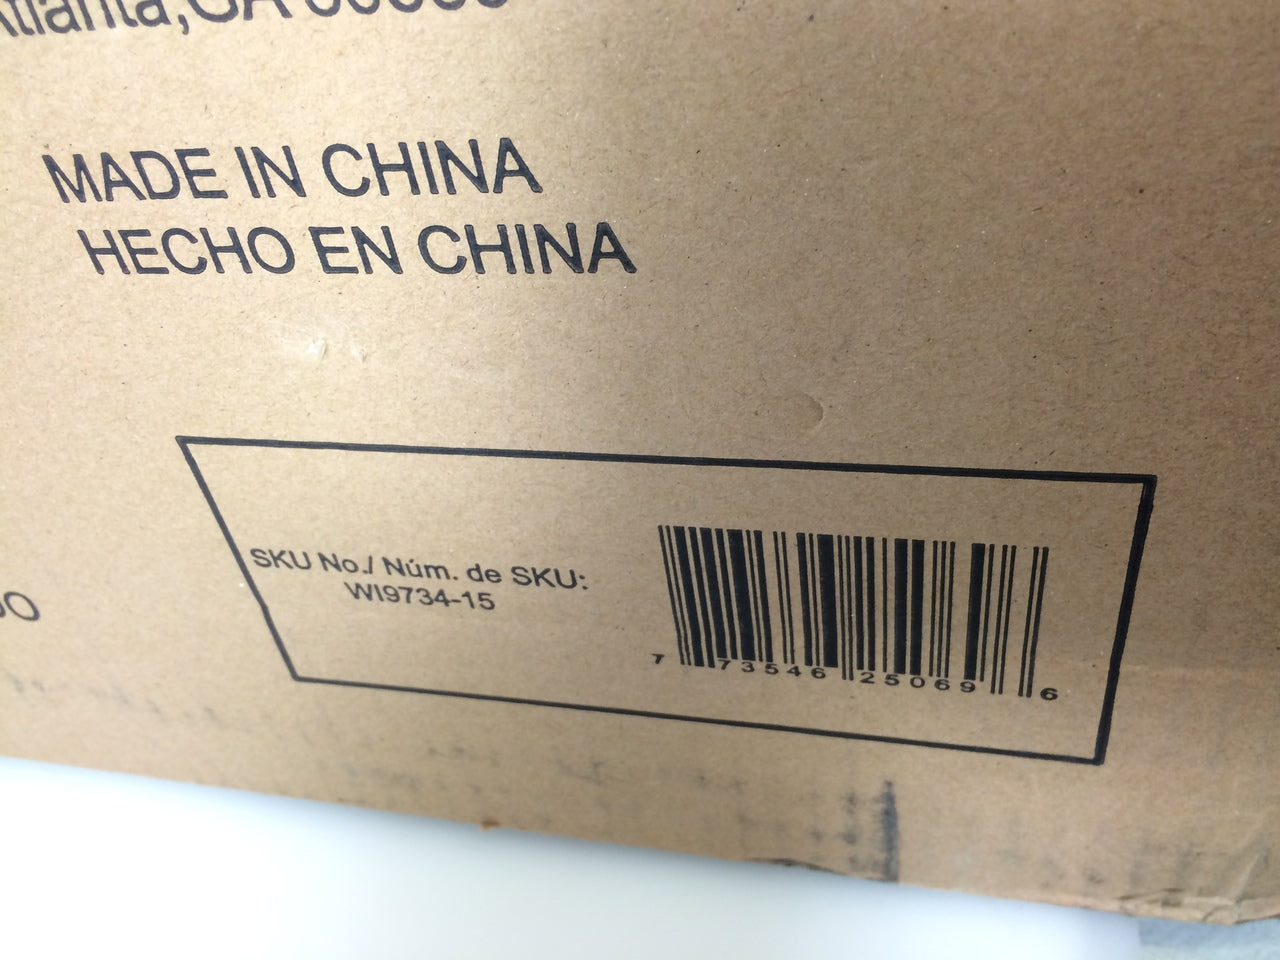 MADE IN CHINA
HECHO EN CHINA
SKU No./ Núm. de SKU:
WI9734-15
7 73546 25069 6